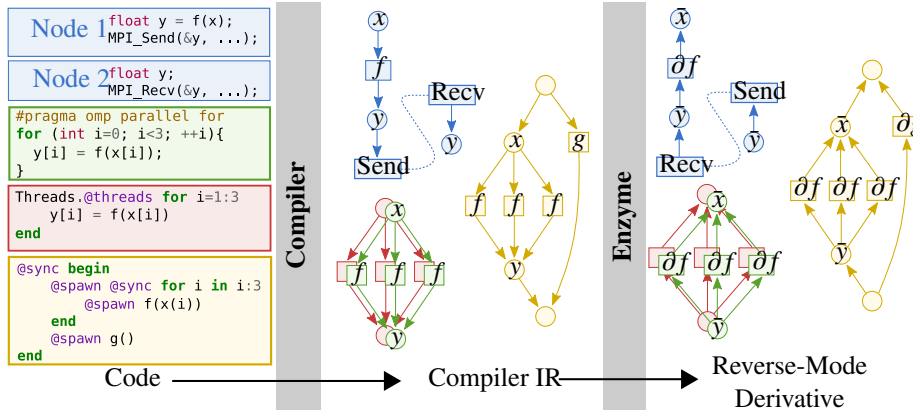 Node 1
float y = f(x);
MPI_Send(&y, ...);
Node 2
float y;
MPI_Recv(&y, ...);
#pragma omp parallel for
for (int i=0; i<3; ++i){
y[i] = f(x[i]);
}
Threads.@threads for i=1:3
y[i] = f(x[i])
end
@sync begin
@spawn @sync for i in i:3
@spawn f(x(i))
end
@spawn g()
end
Code
Compiler
x
f
y
Send
Recv
y
x
g
f f f
y
x
f f f
y
Compiler IR
Enzyme
x̄
∂f
ȳ
Recv
Send
ȳ
x̄
∂f ∂f ∂f
ȳ
x̄
∂f ∂f ∂f
ȳ
Reverse-Mode
Derivative